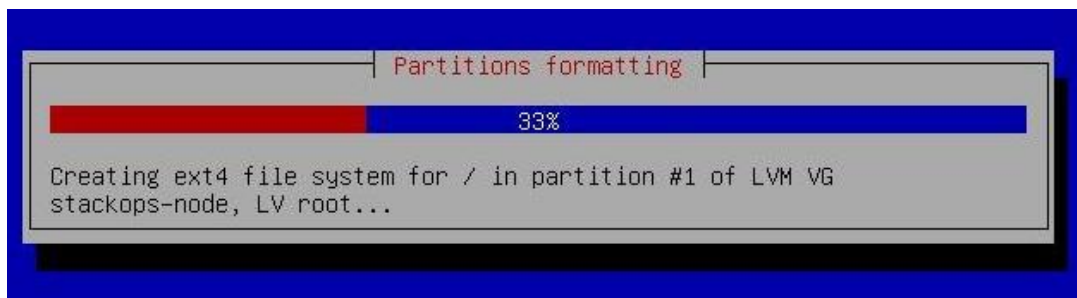 Partitions formatting
33%
Creating ext4 file system for / in partition #1 of LVM VG
stackops-node, LV root...